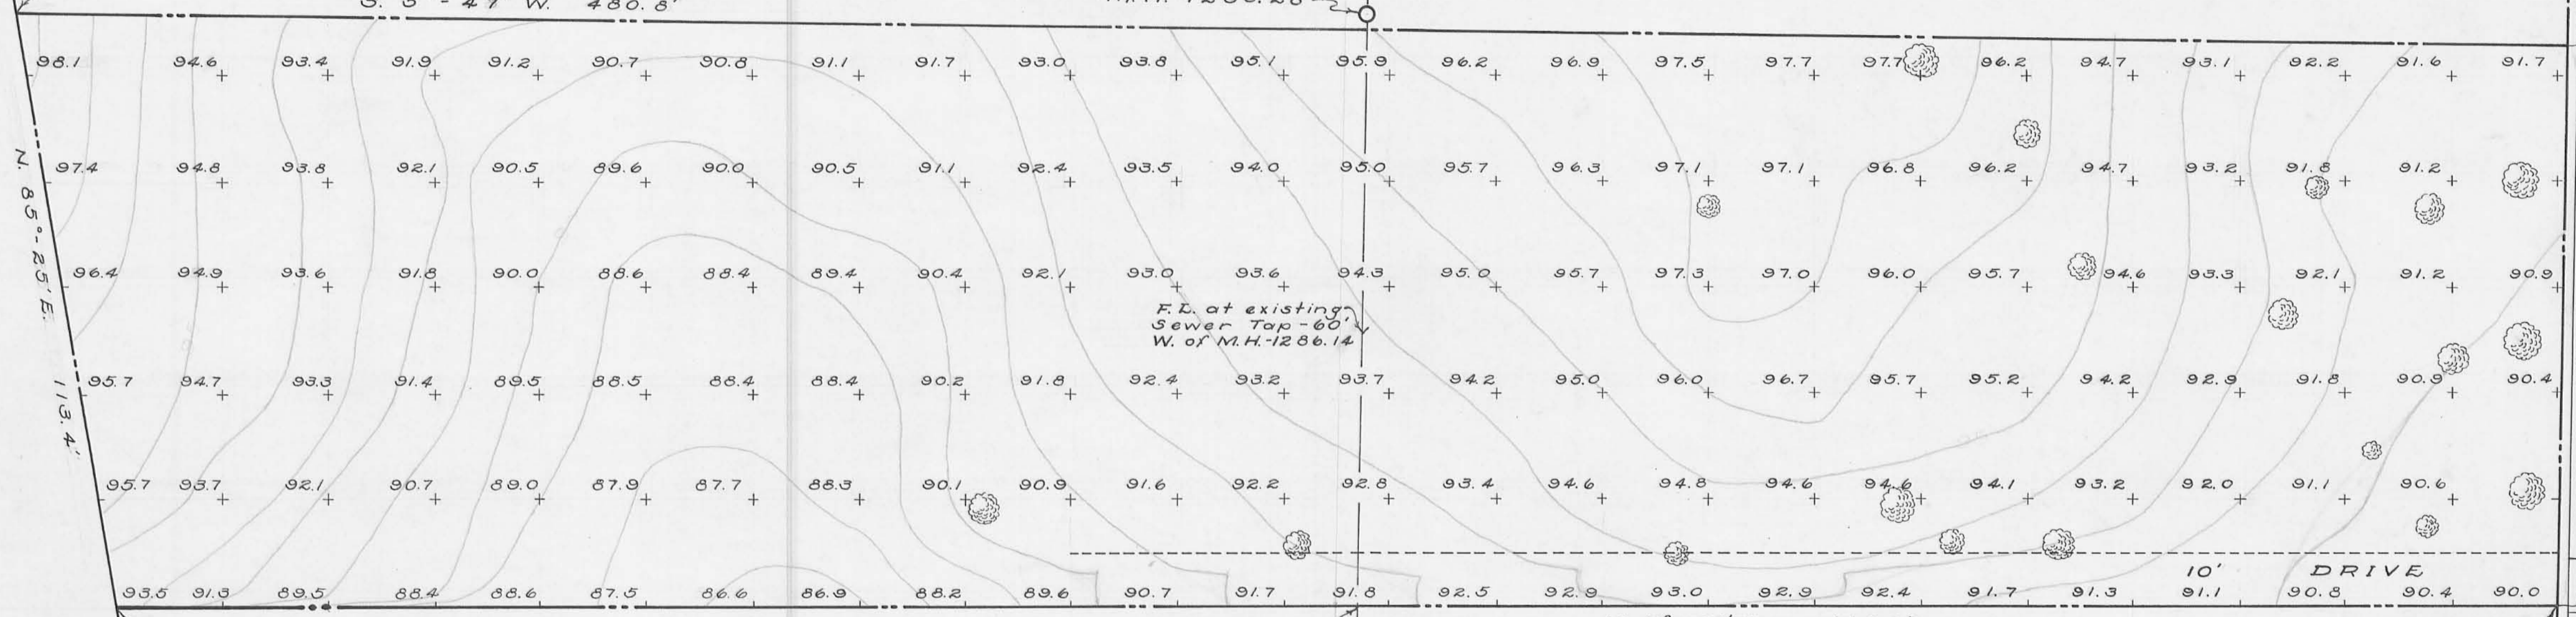 98.1 94.6 93.4 91.9 91.2 90.7 90.8 91.1 91.7 93.0 93.8 95.1 95.9 96.2 96.9 97.5 97.7 97.7 96.2 94.7 93.1 92.2 91.6 91.7
97.4 94.8 93.8 92.1 90.5 89.6 90.0 90.5 91.1 92.4 93.5 94.0 95.0 95.7 96.3 97.1 97.1 96.8 96.2 94.7 93.2 91.8 91.2
N. 85°-25' E. 113.4'
96.4 94.9 93.6 91.8 90.0 88.6 88.4 89.4 90.4 92.1 93.0 93.6 94.3 95.0 95.7 97.3 97.0 96.0 95.7 94.6 93.3 92.1 91.2 90.9
F.L. at existing
Sewer Tap-60'
W. of M.H.-1286.14
95.7 94.7 93.3 91.4 89.5 88.5 88.4 88.4 90.2 91.8 92.4 93.2 93.7 94.2 95.0 96.0 96.7 95.7 95.2 94.2 92.9 91.8 90.9 90.4
95.7 93.7 92.1 90.7 89.0 87.9 87.7 88.3 90.1 90.9 91.6 92.2 92.8 93.4 94.6 94.8 94.6 94.6 94.1 93.2 92.0 91.1 90.6
10' DRIVE
93.5 91.3 89.5 88.4 88.6 87.5 86.6 86.9 88.2 89.6 90.7 91.7 91.8 92.5 92.9 93.0 92.9 92.4 91.7 91.3 91.1 90.8 90.4 90.0